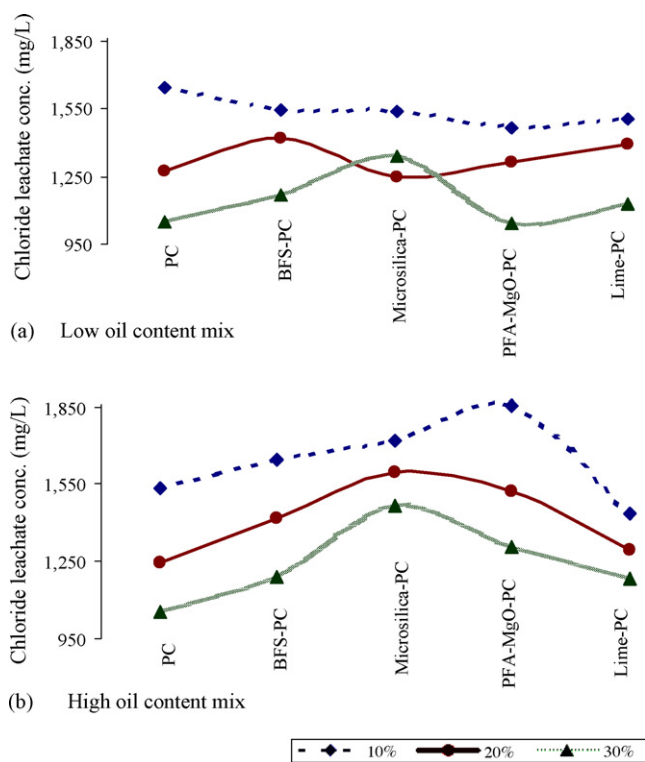 Chloride leachate conc. (mg/L)
1,850
1,550
1,250
950
PC
BFS-PC
Microsilica-PC
PFA-MgO-PC
Lime-PC
(a) Low oil content mix
Chloride leachate conc. (mg/L)
1,850
1,550
1,250
950
PC
BFS-PC
Microsilica-PC
PFA-MgO-PC
Lime-PC
(b) High oil content mix
10% 20% 30%